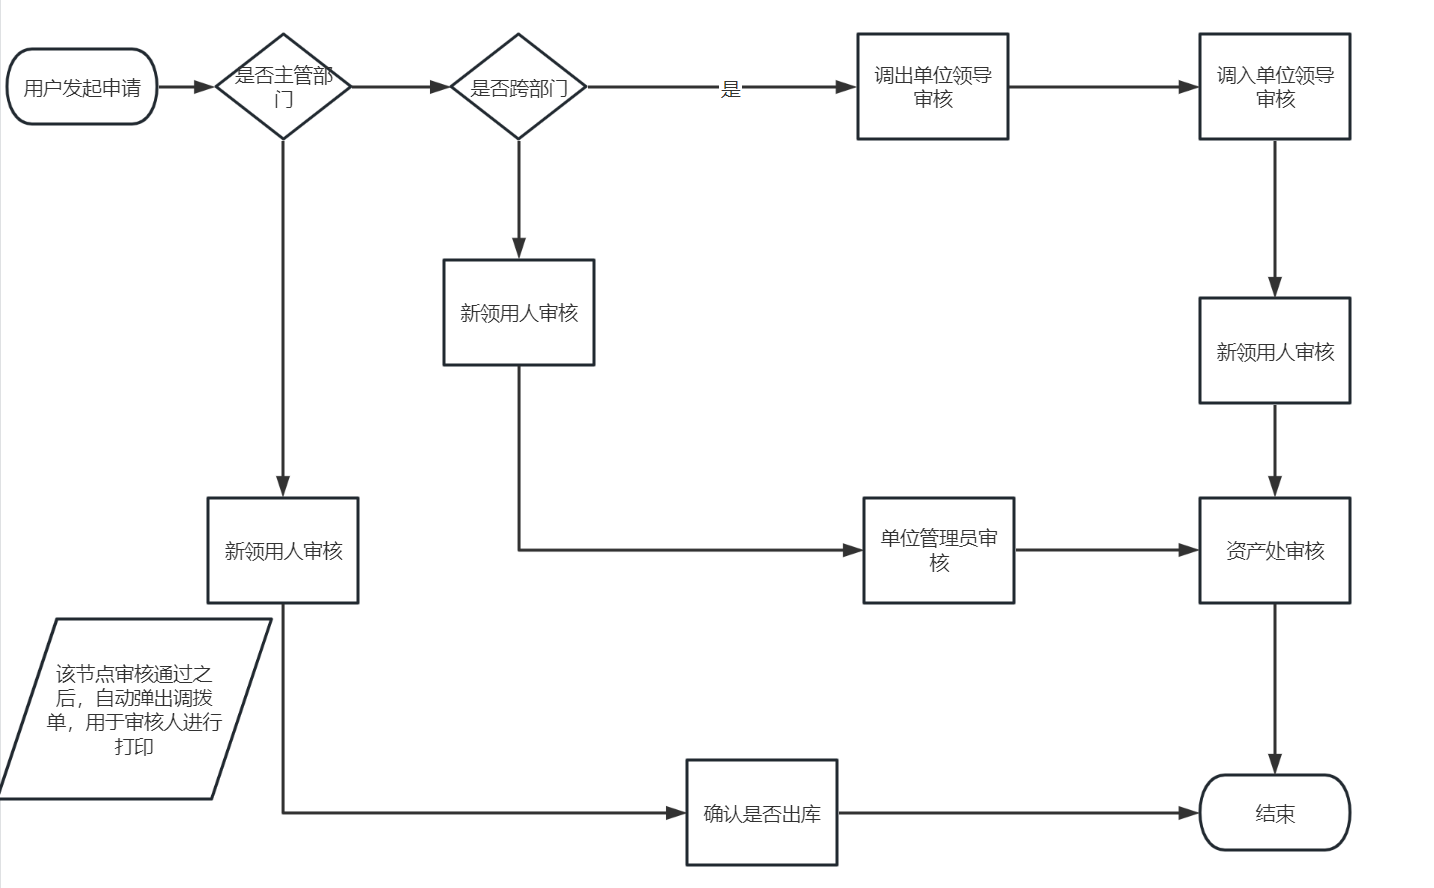 用户发起申请
是否主管部
门
是否跨部门
是
调出单位领导
审核
调入单位领导
审核
新领用人审核
新领用人审核
新领用人审核
单位管理员审
核
资产处审核
该节点审核通过之
后，自动弹出调拨
单，用于审核人进行
打印
确认是否出库
结束